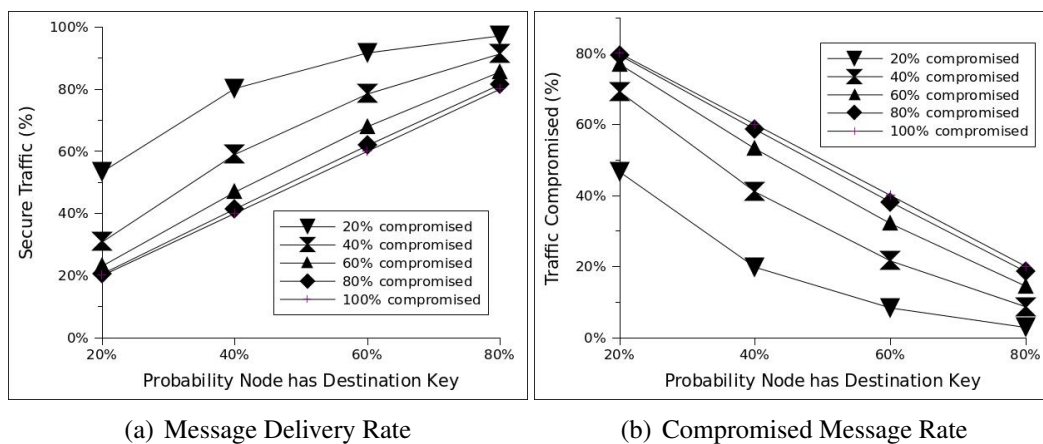 100%
80%
60%
40%
20%
0%
Secure Traffic (%)
20% compromised
40% compromised
60% compromised
80% compromised
100% compromised
20%
40%
60%
80%
Probability Node has Destination Key
(a) Message Delivery Rate
80%
60%
40%
20%
0%
Traffic Compromised (%)
20% compromised
40% compromised
60% compromised
80% compromised
100% compromised
20%
40%
60%
80%
Probability Node has Destination Key
(b) Compromised Message Rate